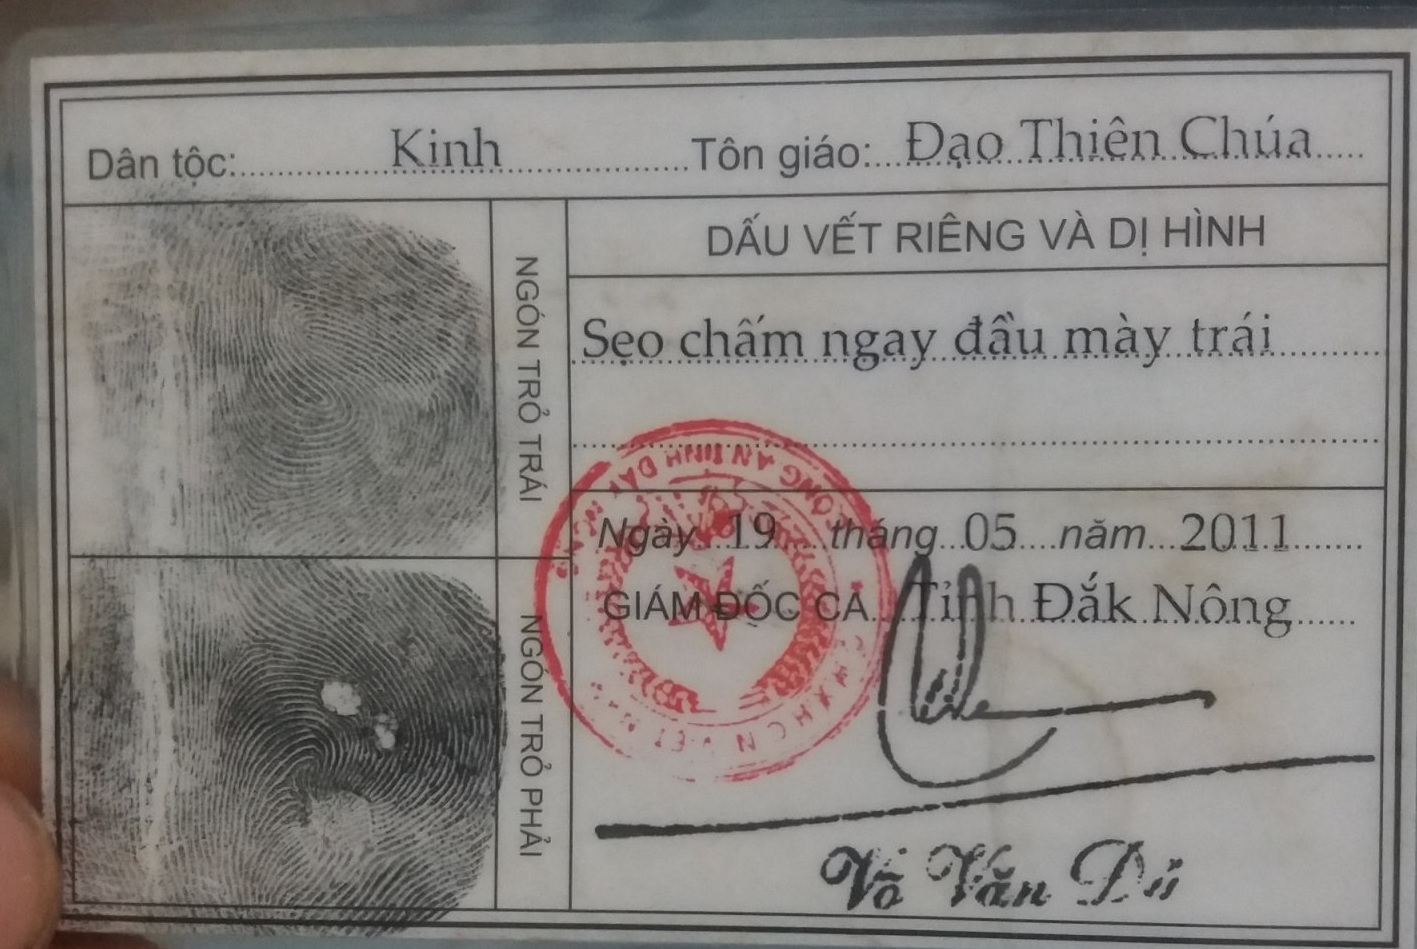 Dân tộc: Kinh Tôn giáo: Đạo Thiên Chúa
NGÓN TRỎ TRÁI
DẤU VẾT RIÊNG VÀ DỊ HÌNH
Sẹo chấm ngay đầu mày trái
Ngày 19 tháng 05 năm 2011
GIÁM ĐỐC CA Tỉnh Đắk Nông
NGÓN TRỎ PHẢI
Võ Văn Dú